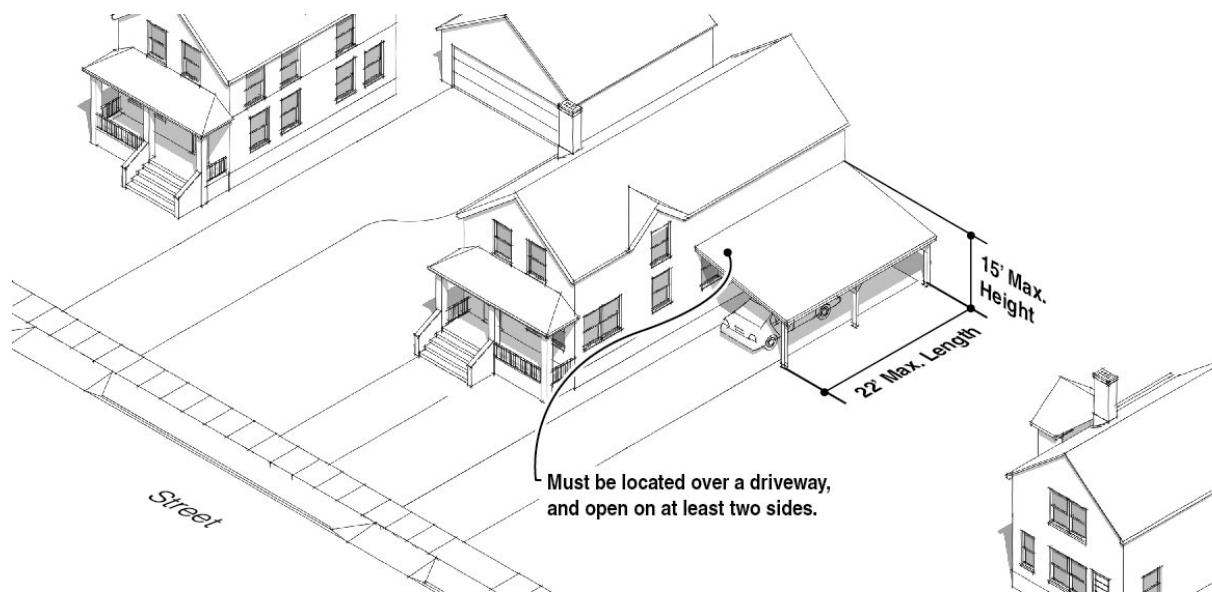 15' Max.
Height
22' Max. Length
Must be located over a driveway,
and open on at least two sides.
Street